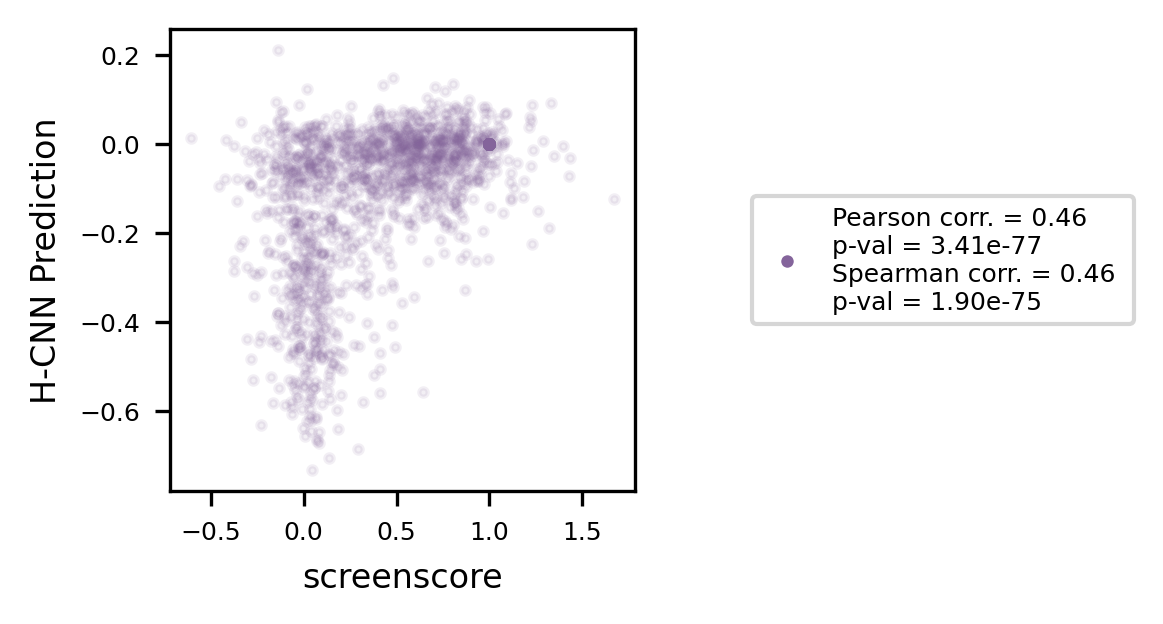 H-CNN Prediction
0.2
0.0
−0.2
−0.4
−0.6
−0.5
0.0
0.5
1.0
1.5
screenscore
Pearson corr. = 0.46
p-val = 3.41e-77
Spearman corr. = 0.46
p-val = 1.90e-75